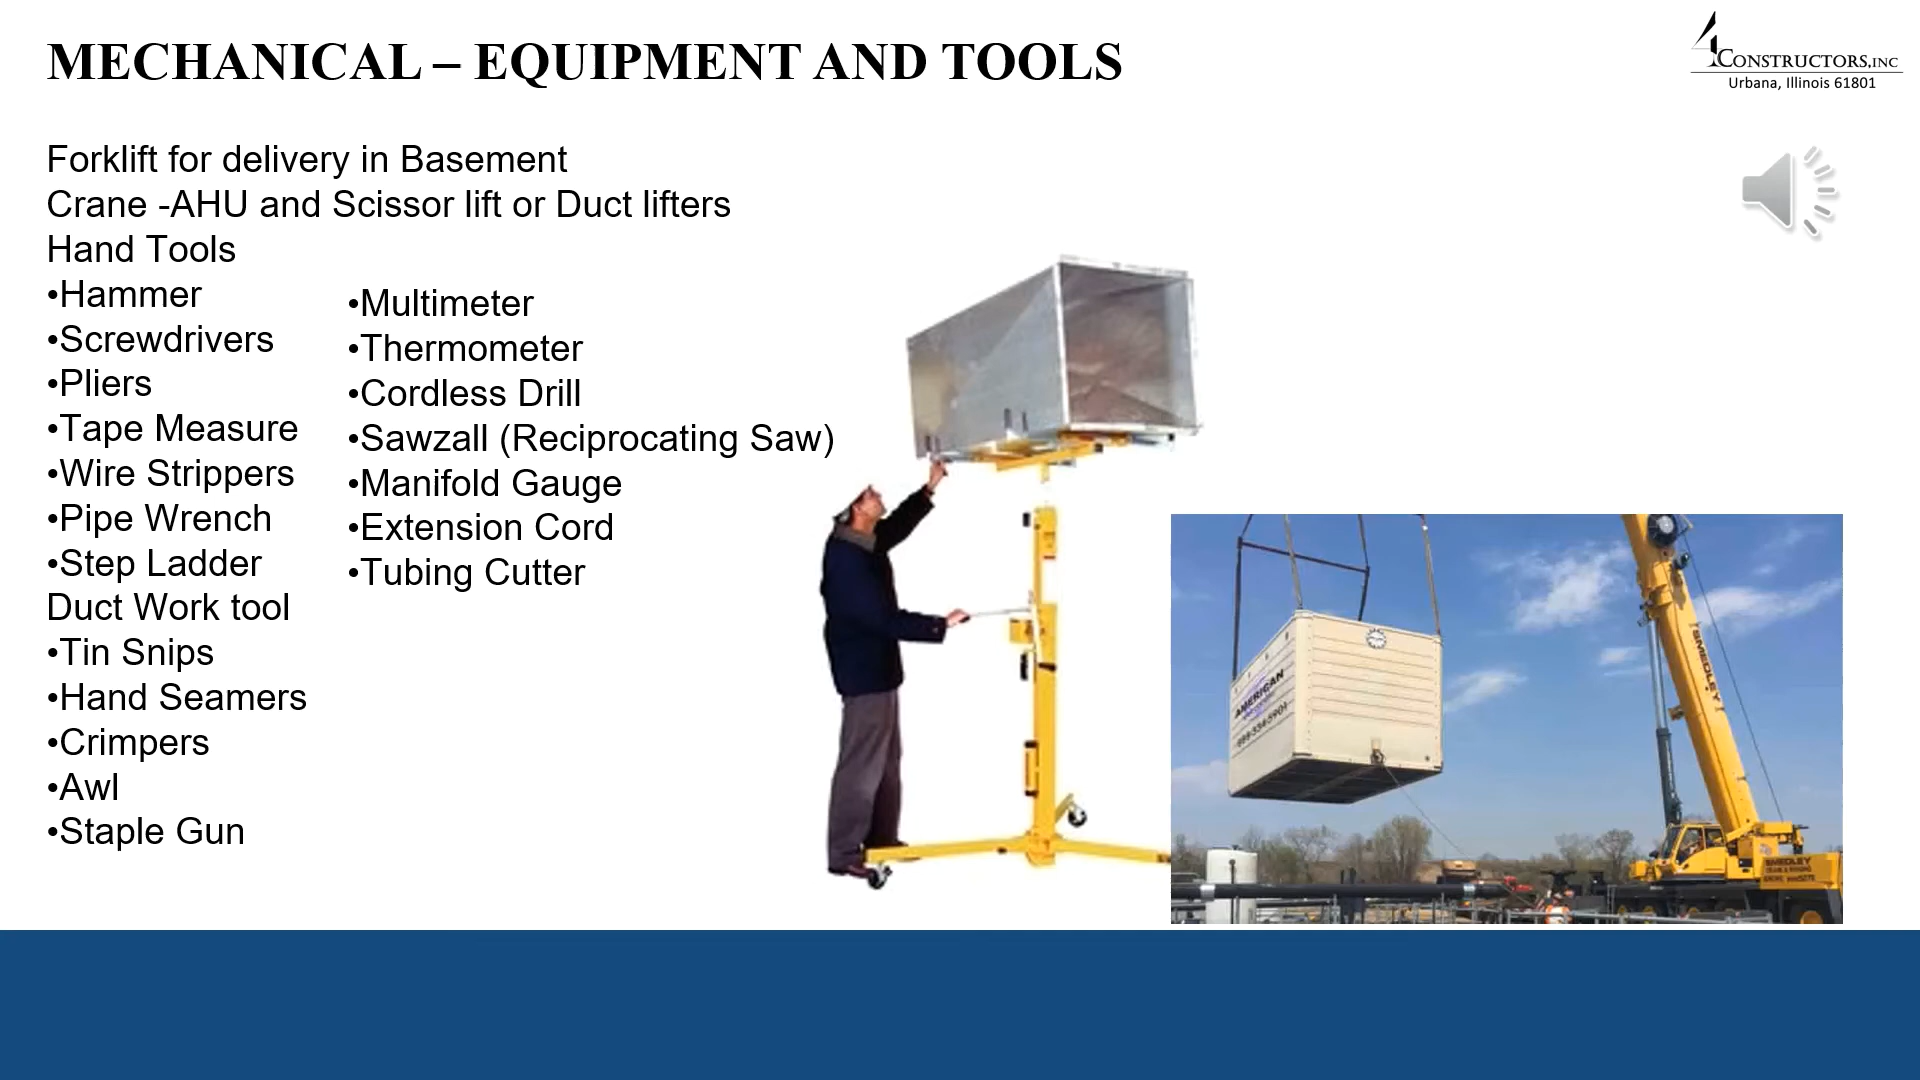 MECHANICAL – EQUIPMENT AND TOOLS
4CONSTRUCTORS,INC
Urbana, Illinois 61801
Forklift for delivery in Basement
Crane -AHU and Scissor lift or Duct lifters
Hand Tools
•Hammer
•Screwdrivers
•Pliers
•Tape Measure
•Wire Strippers
•Pipe Wrench
•Step Ladder
Duct Work tool
•Tin Snips
•Hand Seamers
•Crimpers
•Awl
•Staple Gun
•Multimeter
•Thermometer
•Cordless Drill
•Sawzall (Reciprocating Saw)
•Manifold Gauge
•Extension Cord
•Tubing Cutter
AMERICAN
SMEDLEY
SMEDLEY